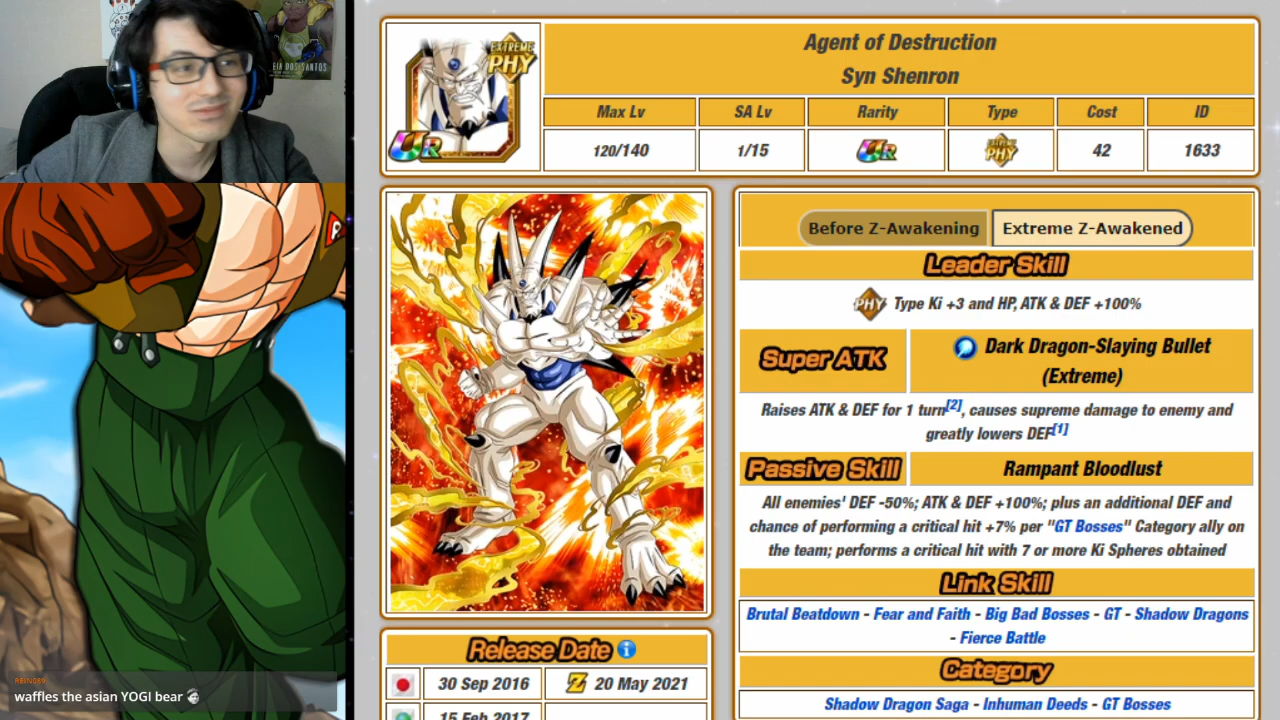 EIA DOS SANTOS
EXTREME
PHY
UR
Agent of Destruction
Syn Shenron
Max Lv
SA Lv
Rarity
Type
Cost
ID
120/140
1/15
UR
EXTREME
PHY
42
1633
Before Z-Awakening
Extreme Z-Awakened
Leader Skill
PHY Type Ki +3 and HP, ATK & DEF +100%
Super ATK
Dark Dragon-Slaying Bullet
(Extreme)
Raises ATK & DEF for 1 turn[2], causes supreme damage to enemy and
greatly lowers DEF[1]
Passive Skill
Rampant Bloodlust
All enemies' DEF -50%; ATK & DEF +100%; plus an additional DEF and
chance of performing a critical hit +7% per "GT Bosses" Category ally on
the team; performs a critical hit with 7 or more Ki Spheres obtained
Link Skill
Brutal Beatdown - Fear and Faith - Big Bad Bosses - GT - Shadow Dragons
- Fierce Battle
Category
Shadow Dragon Saga - Inhuman Deeds - GT Bosses
Release Date i
30 Sep 2016
Z 20 May 2021
15 Feb 2017
waffles the asian YOGI bear